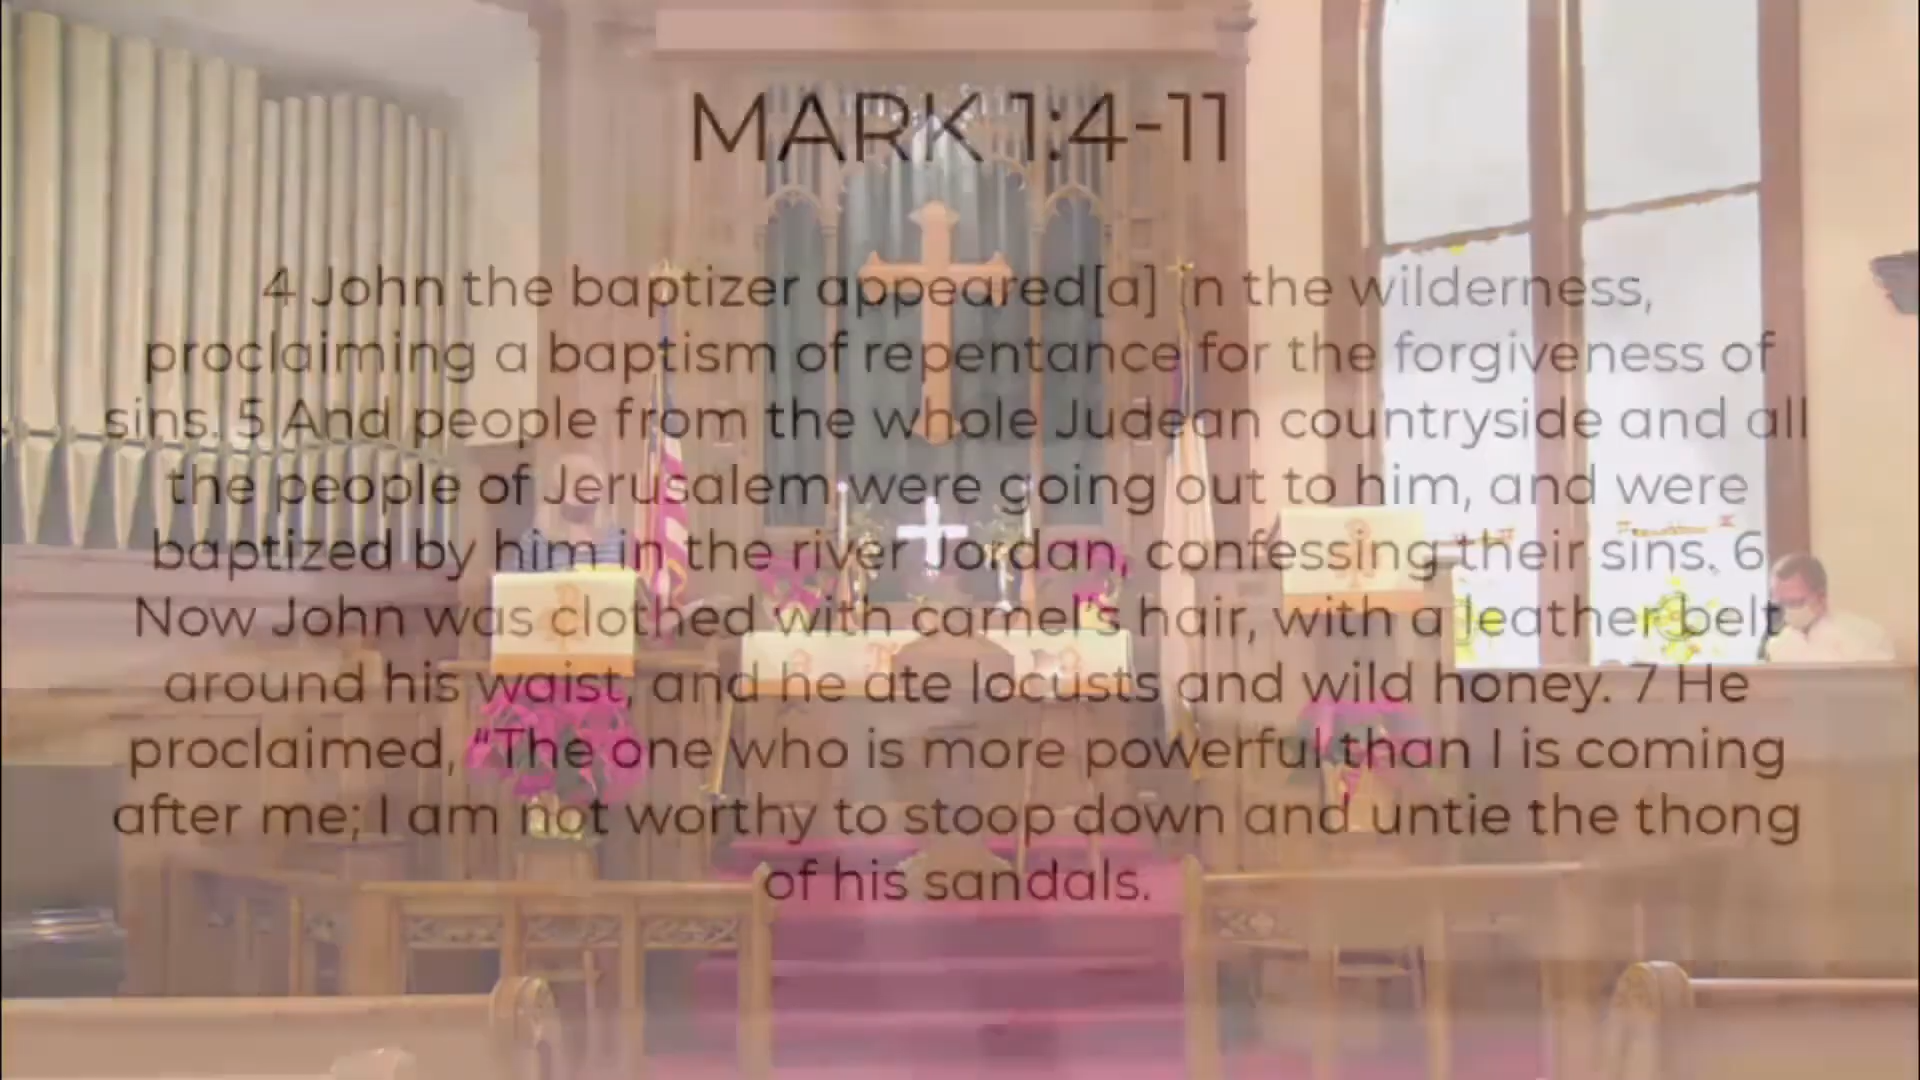 MARK 1:4-11
4 John the baptizer appeared[a] in the wilderness,
proclaiming a baptism of repentance for the forgiveness of
sins. 5 And people from the whole Judean countryside and all
the people of Jerusalem were going out to him, and were
baptized by him in the river Jordan, confessing their sins. 6
Now John was clothed with camel's hair, with a leather belt
around his waist, and he ate locusts and wild honey. 7 He
proclaimed, “The one who is more powerful than I is coming
after me; I am not worthy to stoop down and untie the thong
of his sandals.